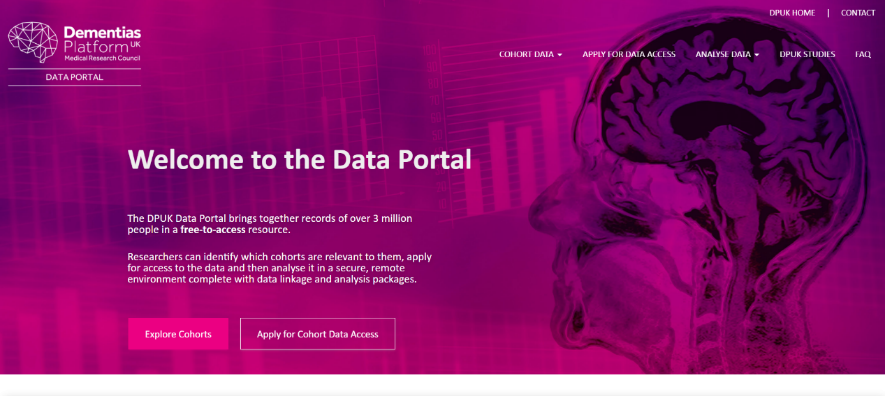 DPUK HOME | CONTACT
Dementias
Platform UK
Medical Research Council
DATA PORTAL
COHORT DATA
APPLY FOR DATA ACCESS
ANALYSE DATA
DPUK STUDIES
FAQ
Welcome to the Data Portal
The DPUK Data Portal brings together records of over 3 million
people in a free-to-access resource.
Researchers can identify which cohorts are relevant to them, apply
for access to the data and then analyse it in a secure, remote
environment complete with data linkage and analysis packages.
Explore Cohorts
Apply for Cohort Data Access